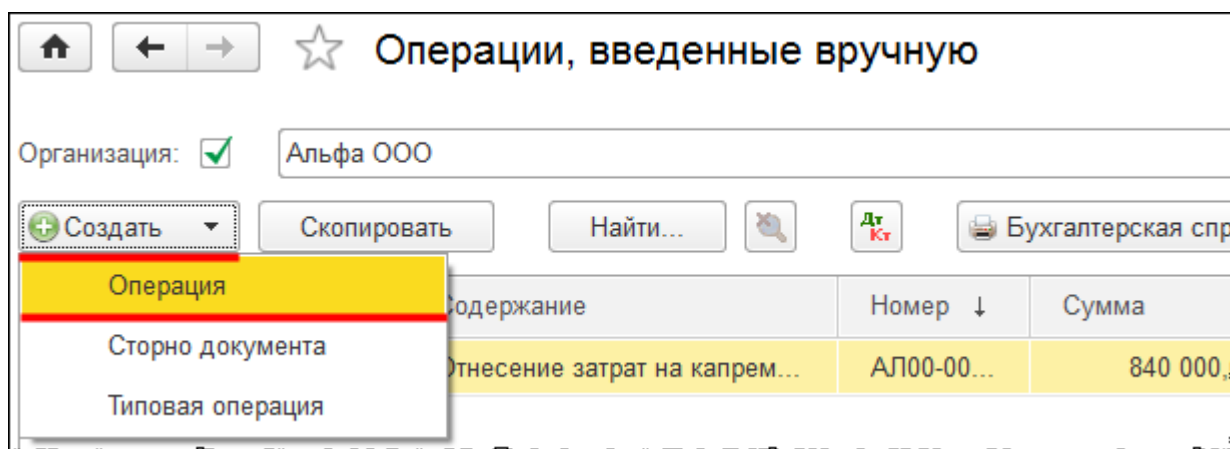 Операции, введенные вручную
Организация: Альфа ООО
Создать Скопировать Найти... Дт Кт Бухгалтерская спр
Операция
Содержание Номер ↓ Сумма
Сторно документа
Отнесение затрат на капрем... АЛ00-00... 840 000,
Типовая операция